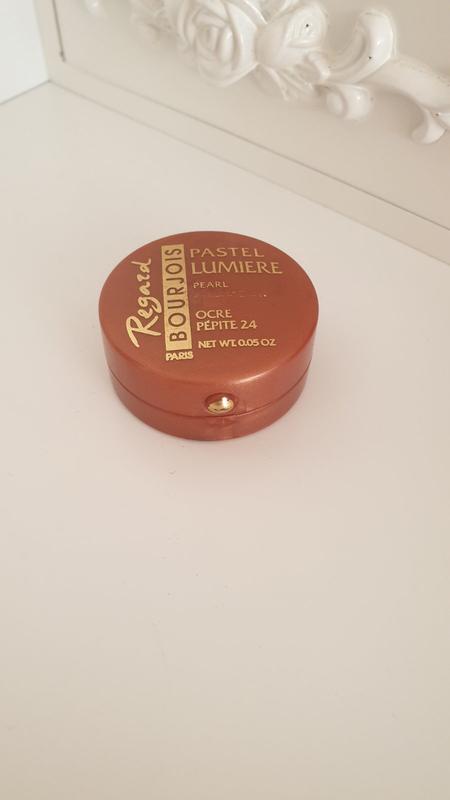 Regard
BOURJOIS
PARIS
PASTEL
LUMIERE
PEARL
OCRE
PÉPITE 24
NET WT. 0.05 OZ